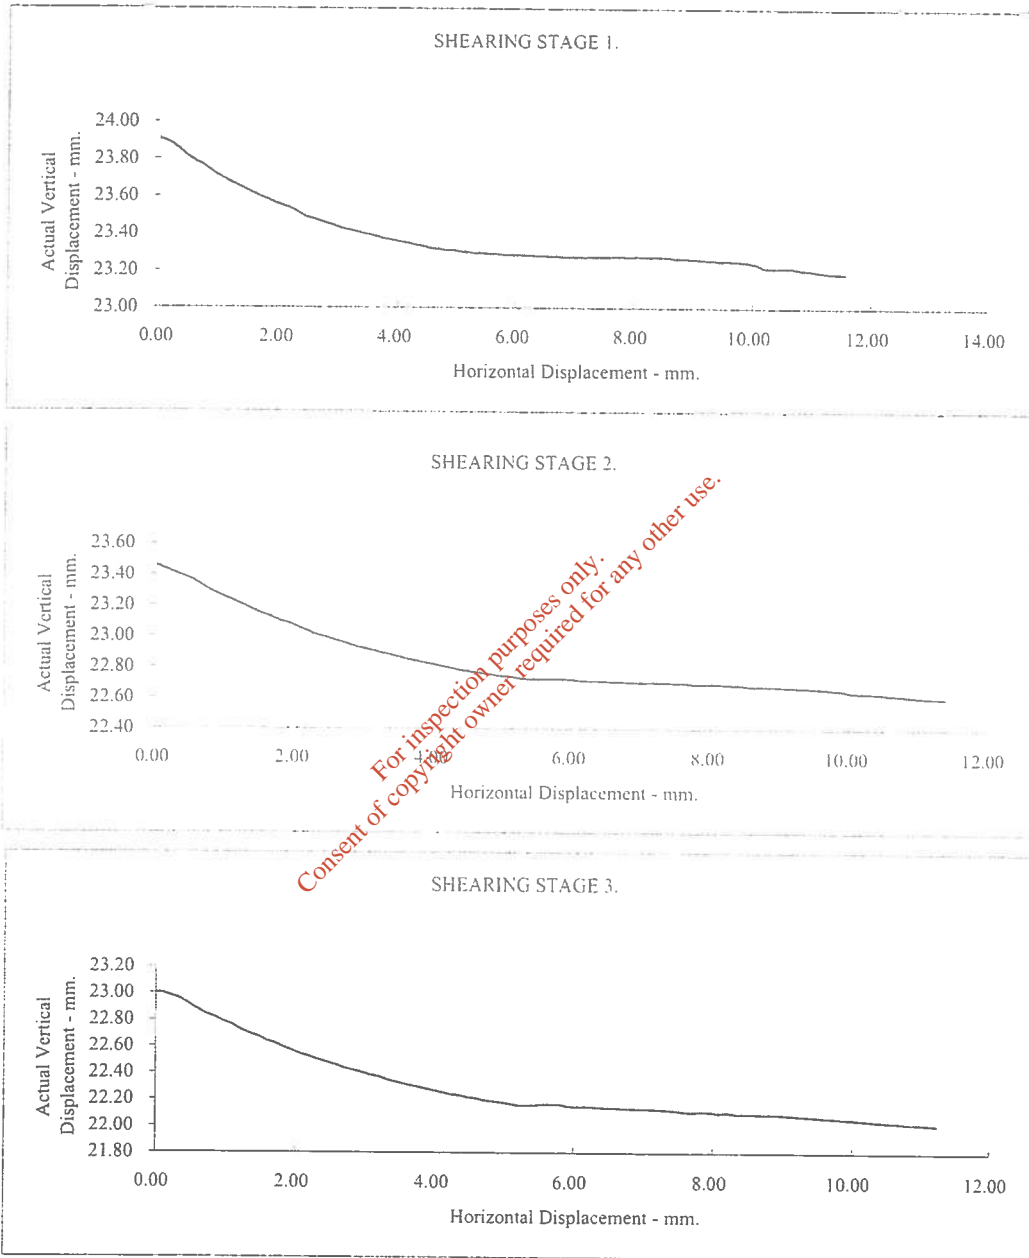 SHEARING STAGE 1.
Actual Vertical
Displacement - mm.
24.00
23.80
23.60
23.40
23.20
23.00
0.00 2.00 4.00 6.00 8.00 10.00 12.00 14.00
Horizontal Displacement - mm.
SHEARING STAGE 2.
Actual Vertical
Displacement - mm.
23.60
23.40
23.20
23.00
22.80
22.60
22.40
0.00 2.00 4.00 6.00 8.00 10.00 12.00
Horizontal Displacement - mm.
For inspection purposes only.
Consent of copyright owner required for any other use.
SHEARING STAGE 3.
Actual Vertical
Displacement - mm.
23.20
23.00
22.80
22.60
22.40
22.20
22.00
21.80
0.00 2.00 4.00 6.00 8.00 10.00 12.00
Horizontal Displacement - mm.